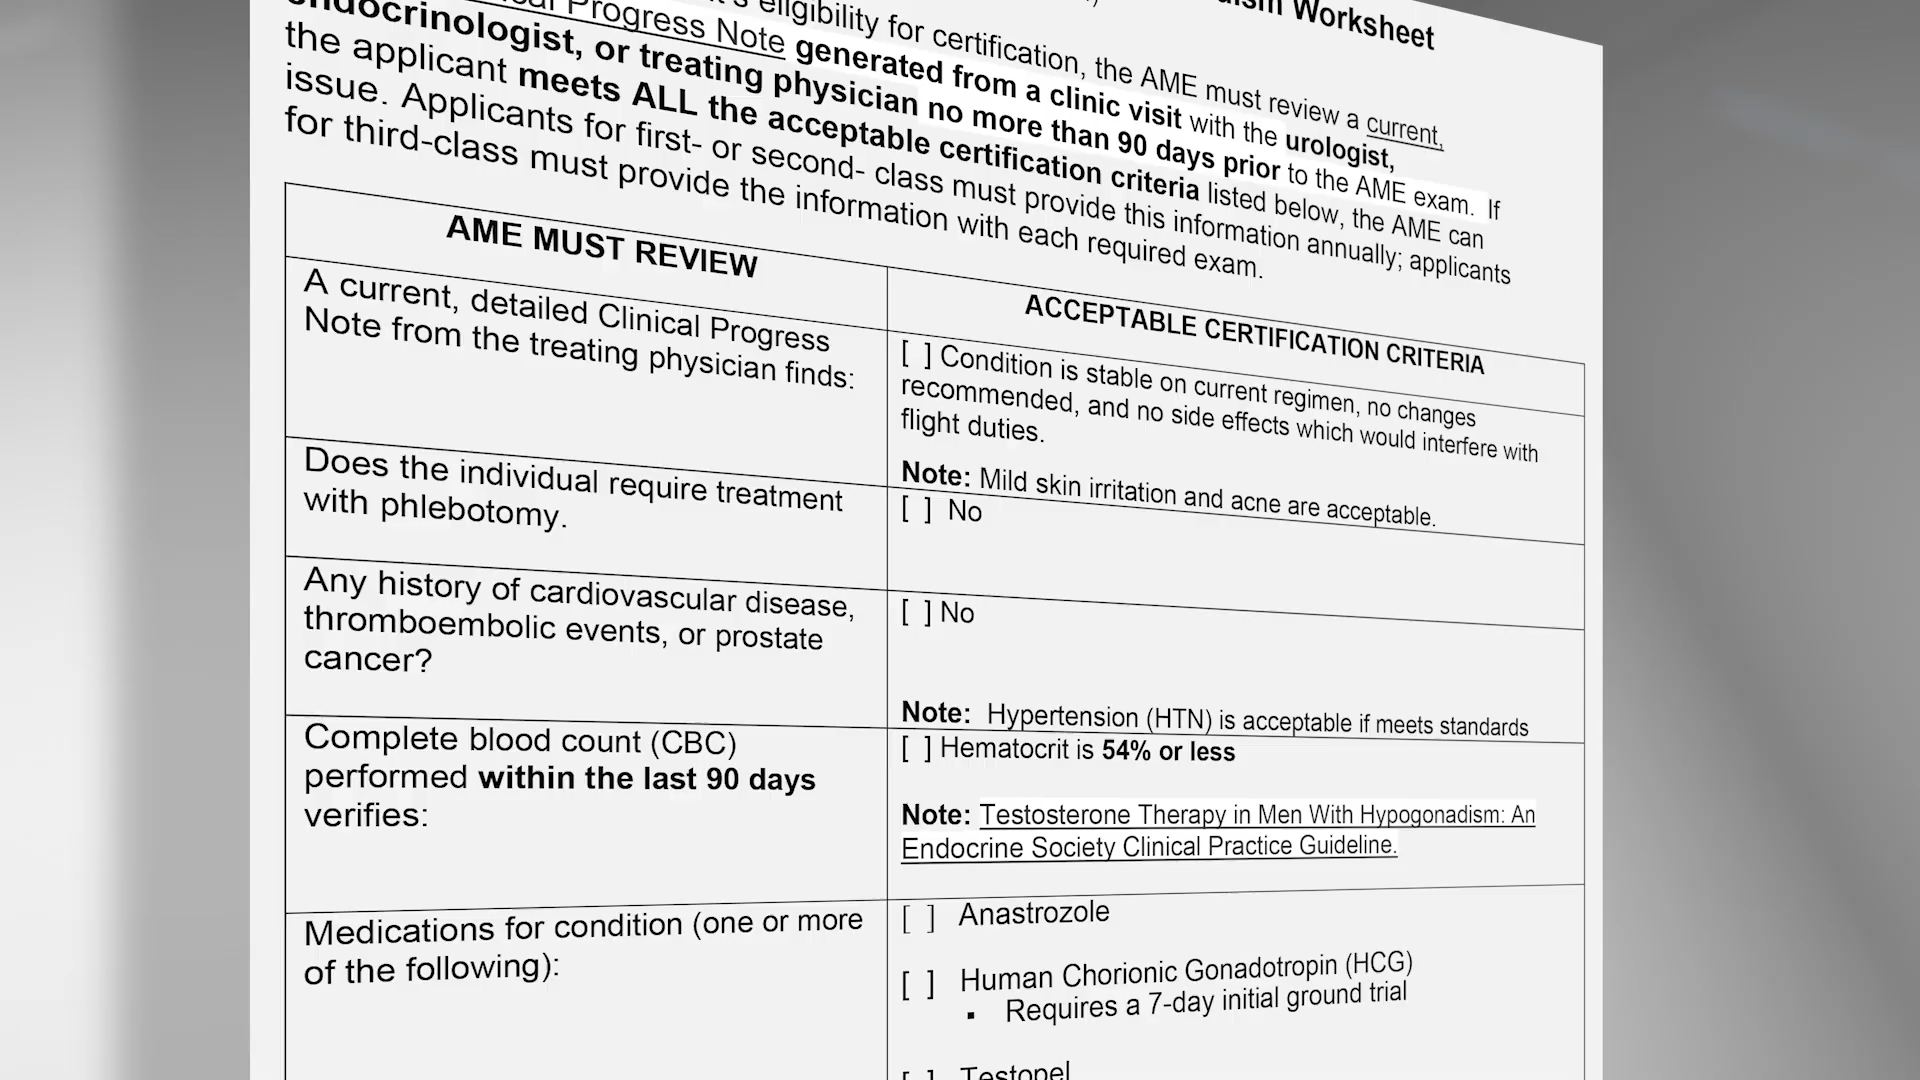 Worksheet
eligibility for certification, the AME must review a current,
Progress Note generated from a clinic visit with the urologist,
endocrinologist, or treating physician no more than 90 days prior to the AME exam. If
the applicant meets ALL the acceptable certification criteria listed below, the AME can
issue. Applicants for first- or second- class must provide this information annually; applicants
for third-class must provide the information with each required exam.
AME MUST REVIEW
ACCEPTABLE CERTIFICATION CRITERIA
A current, detailed Clinical Progress
Note from the treating physician finds:
[ ] Condition is stable on current regimen, no changes
recommended, and no side effects which would interfere with
flight duties.
Note: Mild skin irritation and acne are acceptable.
Does the individual require treatment
with phlebotomy.
[ ] No
Any history of cardiovascular disease,
thromboembolic events, or prostate
cancer?
[ ] No
Note: Hypertension (HTN) is acceptable if meets standards
Complete blood count (CBC)
performed within the last 90 days
verifies:
[ ] Hematocrit is 54% or less
Note: Testosterone Therapy in Men With Hypogonadism: An
Endocrine Society Clinical Practice Guideline.
Medications for condition (one or more
of the following):
[ ] Anastrozole
[ ] Human Chorionic Gonadotropin (HCG)
▪ Requires a 7-day initial ground trial
[ ] Testopel